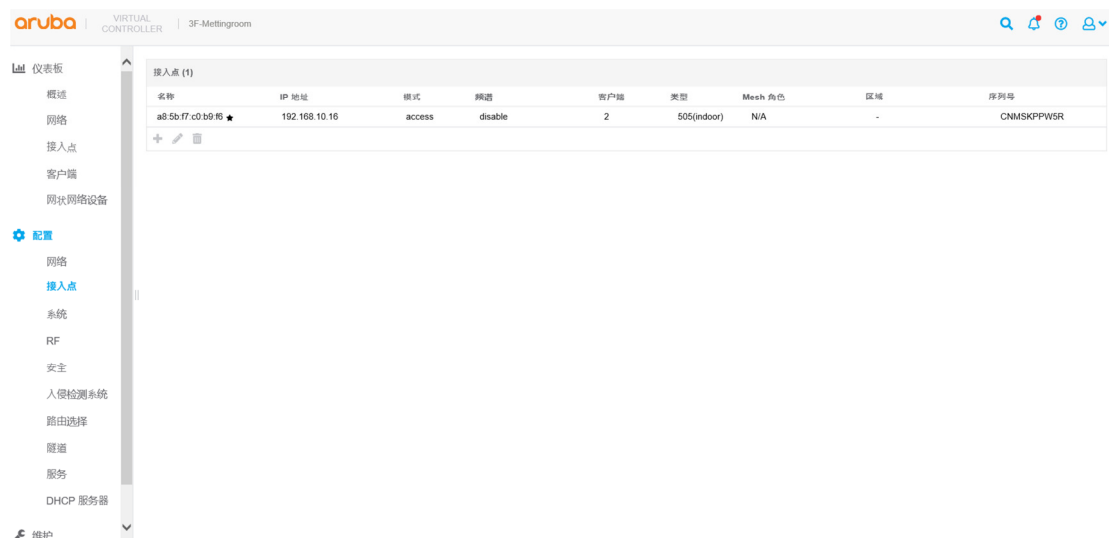 aruba VIRTUAL CONTROLLER 3F-Mettingroom
仪表板
概述
网络
接入点
客户端
网状网络设备
配置
网络
接入点
系统
RF
安全
入侵检测系统
路由选择
隧道
服务
DHCP 服务器
维护
接入点 (1)
名称 IP 地址 模式 频谱 客户端 类型 Mesh 角色 区域 序列号
a8:5b:f7:c0:b9:f6 ★ 192.168.10.16 access disable 2 505(indoor) N/A - CNMSKPPW5R